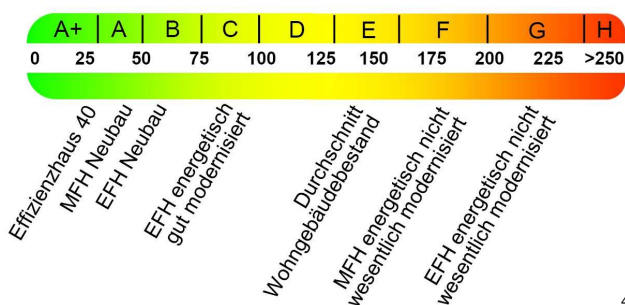 A+ A B C D E F G H
0 25 50 75 100 125 150 175 200 225 >250
Effizienzhaus 40
MFH Neubau
EFH Neubau
EFH energetisch
gut modernisiert
Durchschnitt
Wohngebäudebestand
MFH energetisch nicht
wesentlich modernisiert
EFH energetisch nicht
wesentlich modernisiert